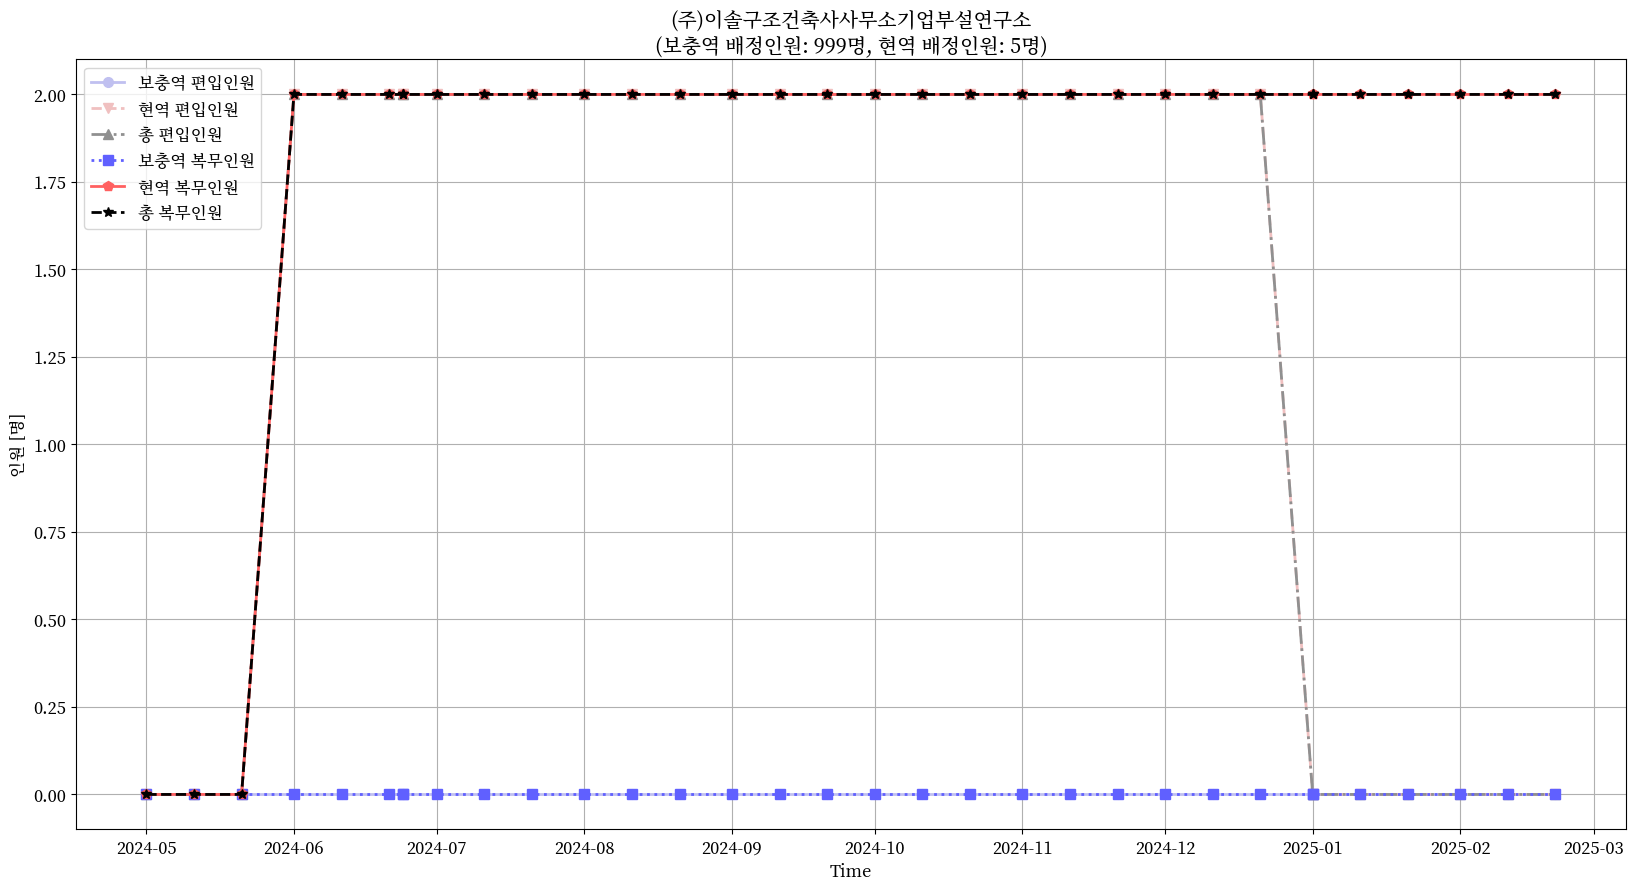 (주)이솔구조건축사사무소기업부설연구소
(보충역 배정인원: 999명, 현역 배정인원: 5명)
보충역 편입인원
현역 편입인원
총 편입인원
보충역 복무인원
현역 복무인원
총 복무인원
인원 [명]
2.00
1.75
1.50
1.25
1.00
0.75
0.50
0.25
0.00
2024-05
2024-06
2024-07
2024-08
2024-09
2024-10
2024-11
2024-12
2025-01
2025-02
2025-03
Time